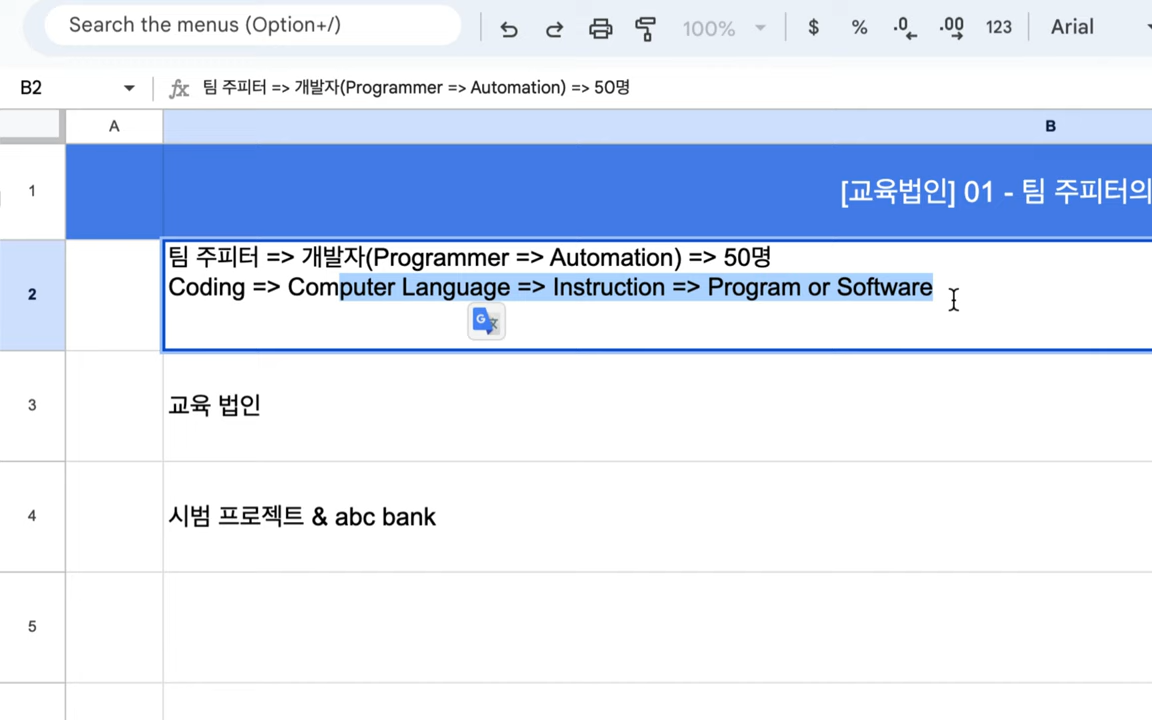 Search the menus (Option+/)
100%
$
%
.0
.00
123
Arial
B2
fx
팀 주피터 => 개발자(Programmer => Automation) => 50명
A
B
1
[교육법인] 01 - 팀 주피터의
2
팀 주피터 => 개발자(Programmer => Automation) => 50명
Coding => Computer Language => Instruction => Program or Software
3
교육 법인
4
시범 프로젝트 & abc bank
5